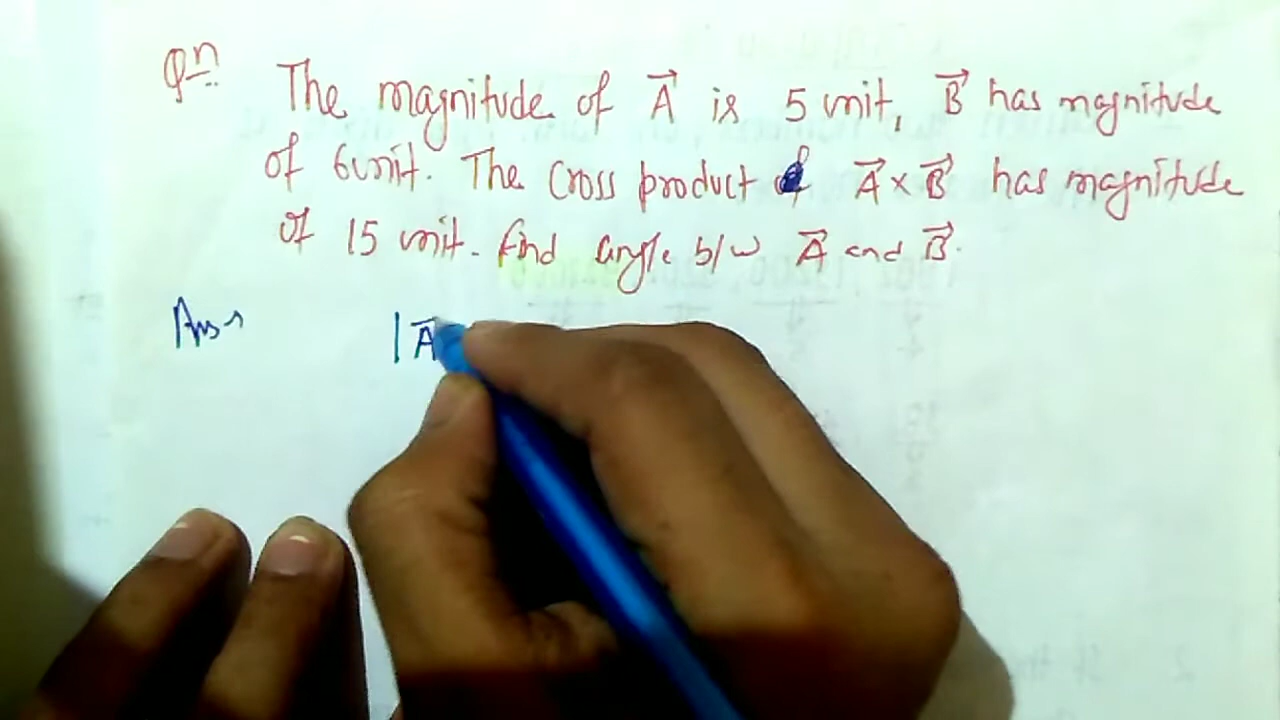 Qn
The magnitude of A⃗ is 5 unit, B⃗ has magnitude
of 6unit. The Cross product of A⃗ × B⃗ has magnitude
of 15 unit. find angle b/w A⃗ and B⃗.
Ans→ |A